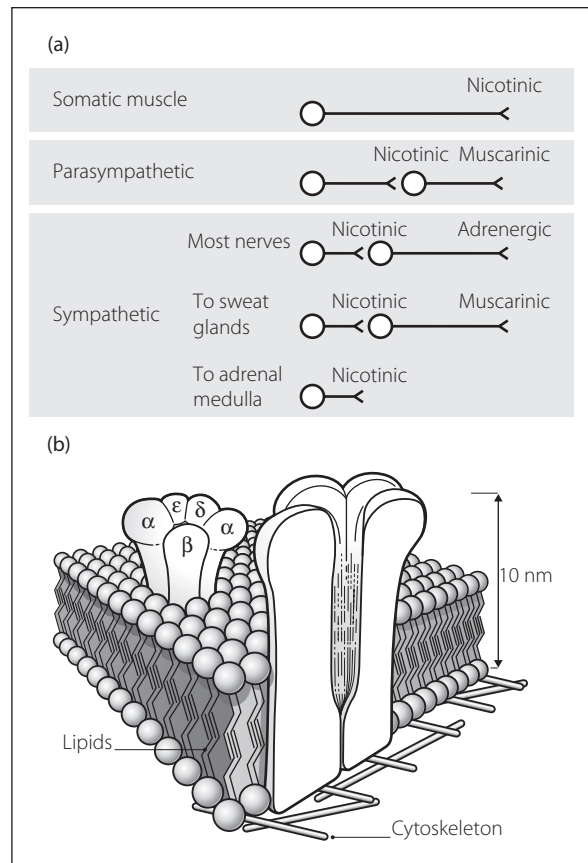 (a)
Somatic muscle
Nicotinic
Parasympathetic
Nicotinic Muscarinic
Sympathetic
Most nerves
Nicotinic Adrenergic
To sweat
glands
Nicotinic Muscarinic
To adrenal
medulla
Nicotinic
(b)
α ε δ α
β
10 nm
Lipids
Cytoskeleton